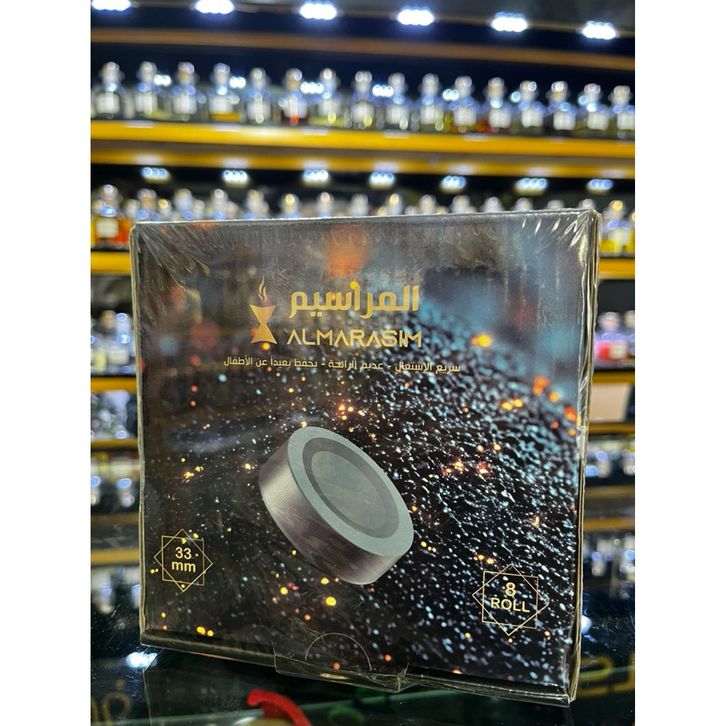 المراسيم
ALMARASIM
سريع الاشتعال - عديم الرائحة - يحفظ بعيدا عن الأطفال
33
mm
8
ROLL